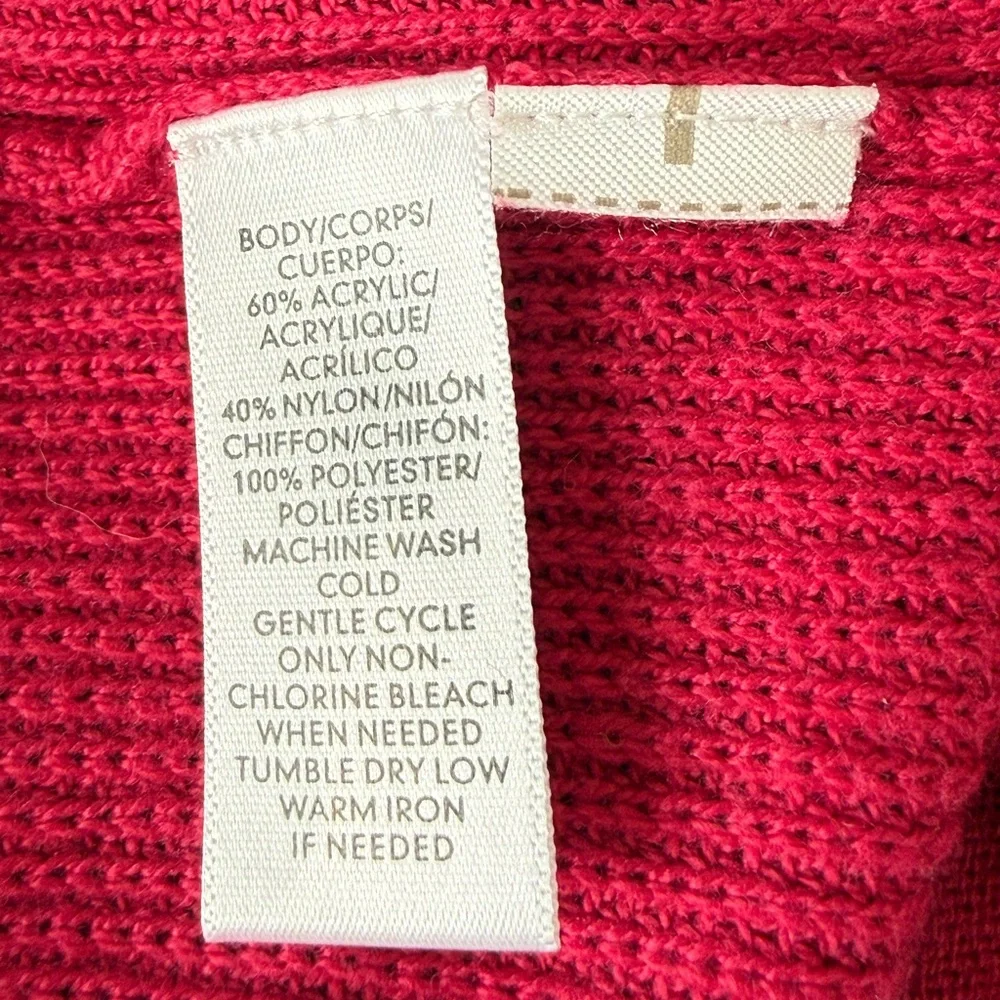 BODY/CORPS/
CUERPO:
60% ACRYLIC/
ACRYLIQUE/
ACRÍLICO
40% NYLON/NILÓN
CHIFFON/CHIFÓN:
100% POLYESTER/
POLIÉSTER
MACHINE WASH
COLD
GENTLE CYCLE
ONLY NON-
CHLORINE BLEACH
WHEN NEEDED
TUMBLE DRY LOW
WARM IRON
IF NEEDED